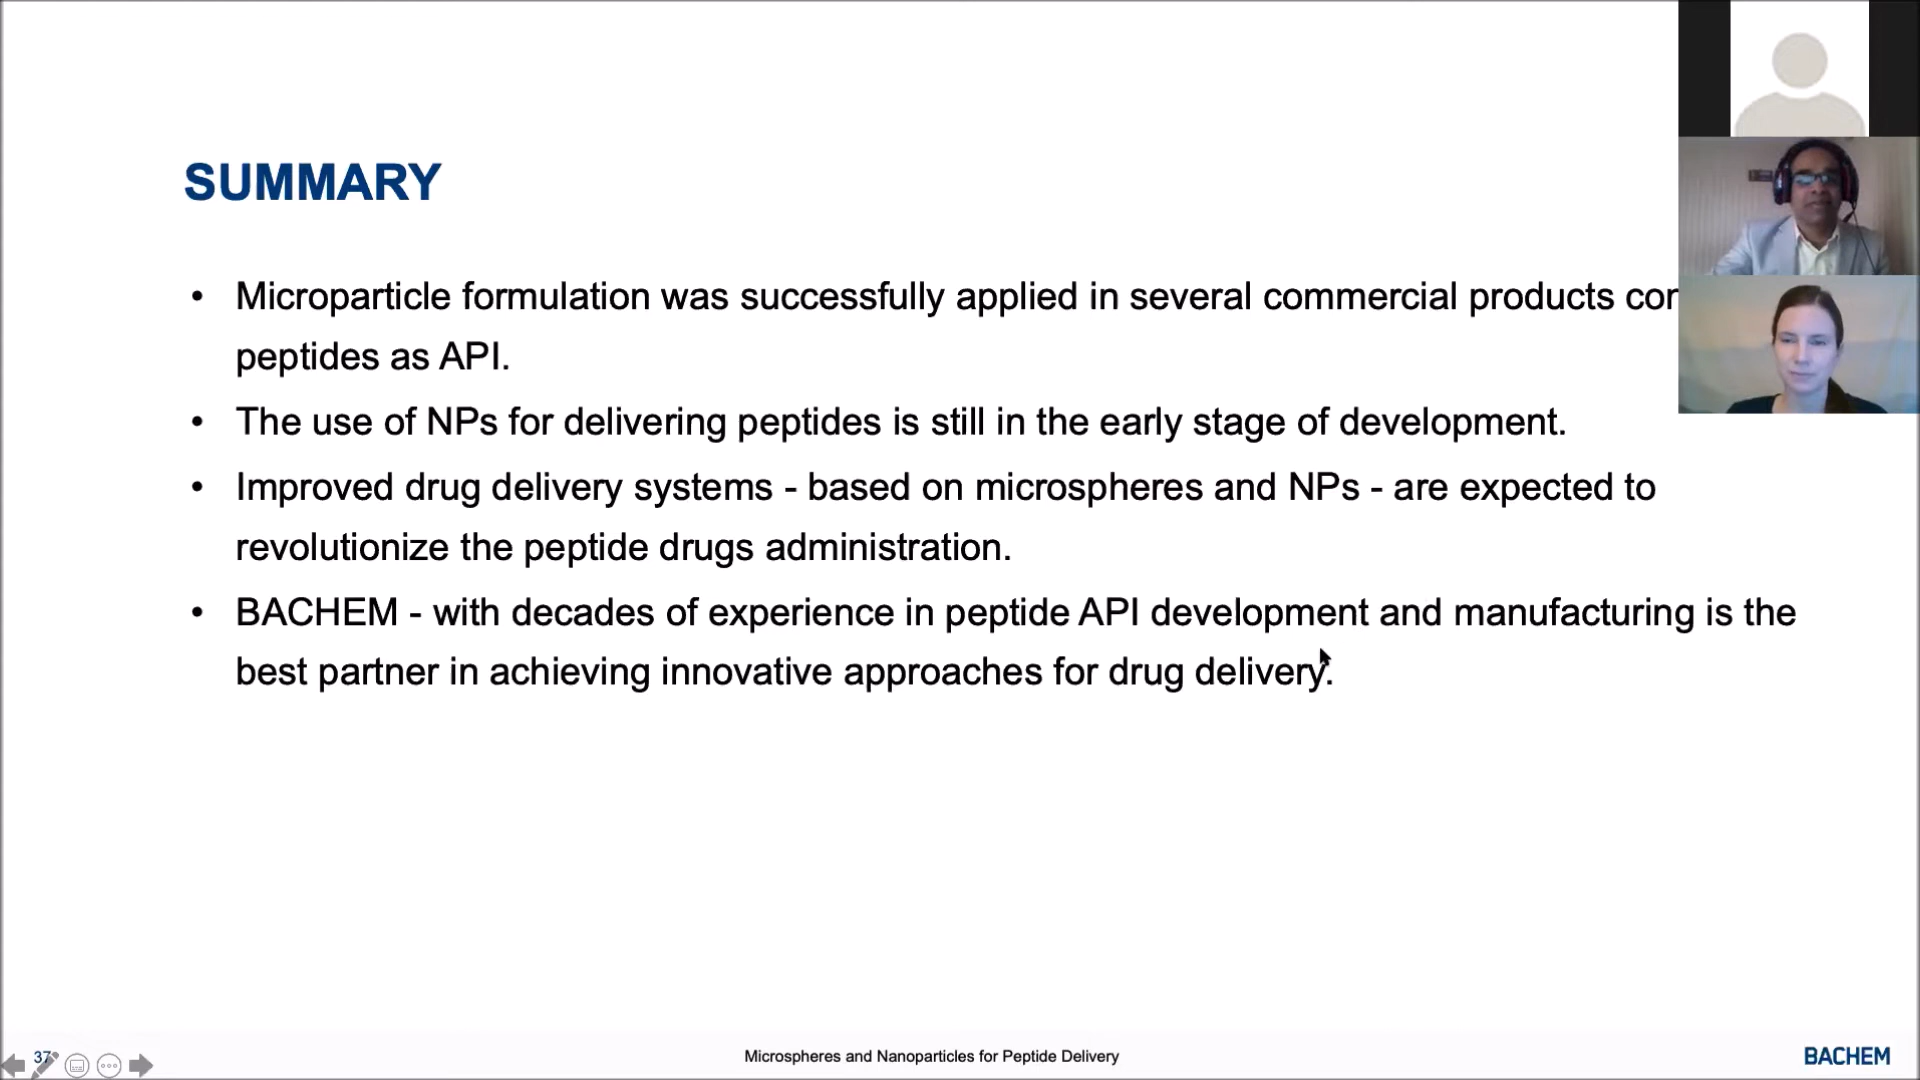 SUMMARY
• Microparticle formulation was successfully applied in several commercial products
peptides as API.
• The use of NPs for delivering peptides is still in the early stage of development.
• Improved drug delivery systems - based on microspheres and NPs - are expected to
revolutionize the peptide drugs administration.
• BACHEM - with decades of experience in peptide API development and manufacturing is the
best partner in achieving innovative approaches for drug delivery.
37
Microspheres and Nanoparticles for Peptide Delivery
BACHEM